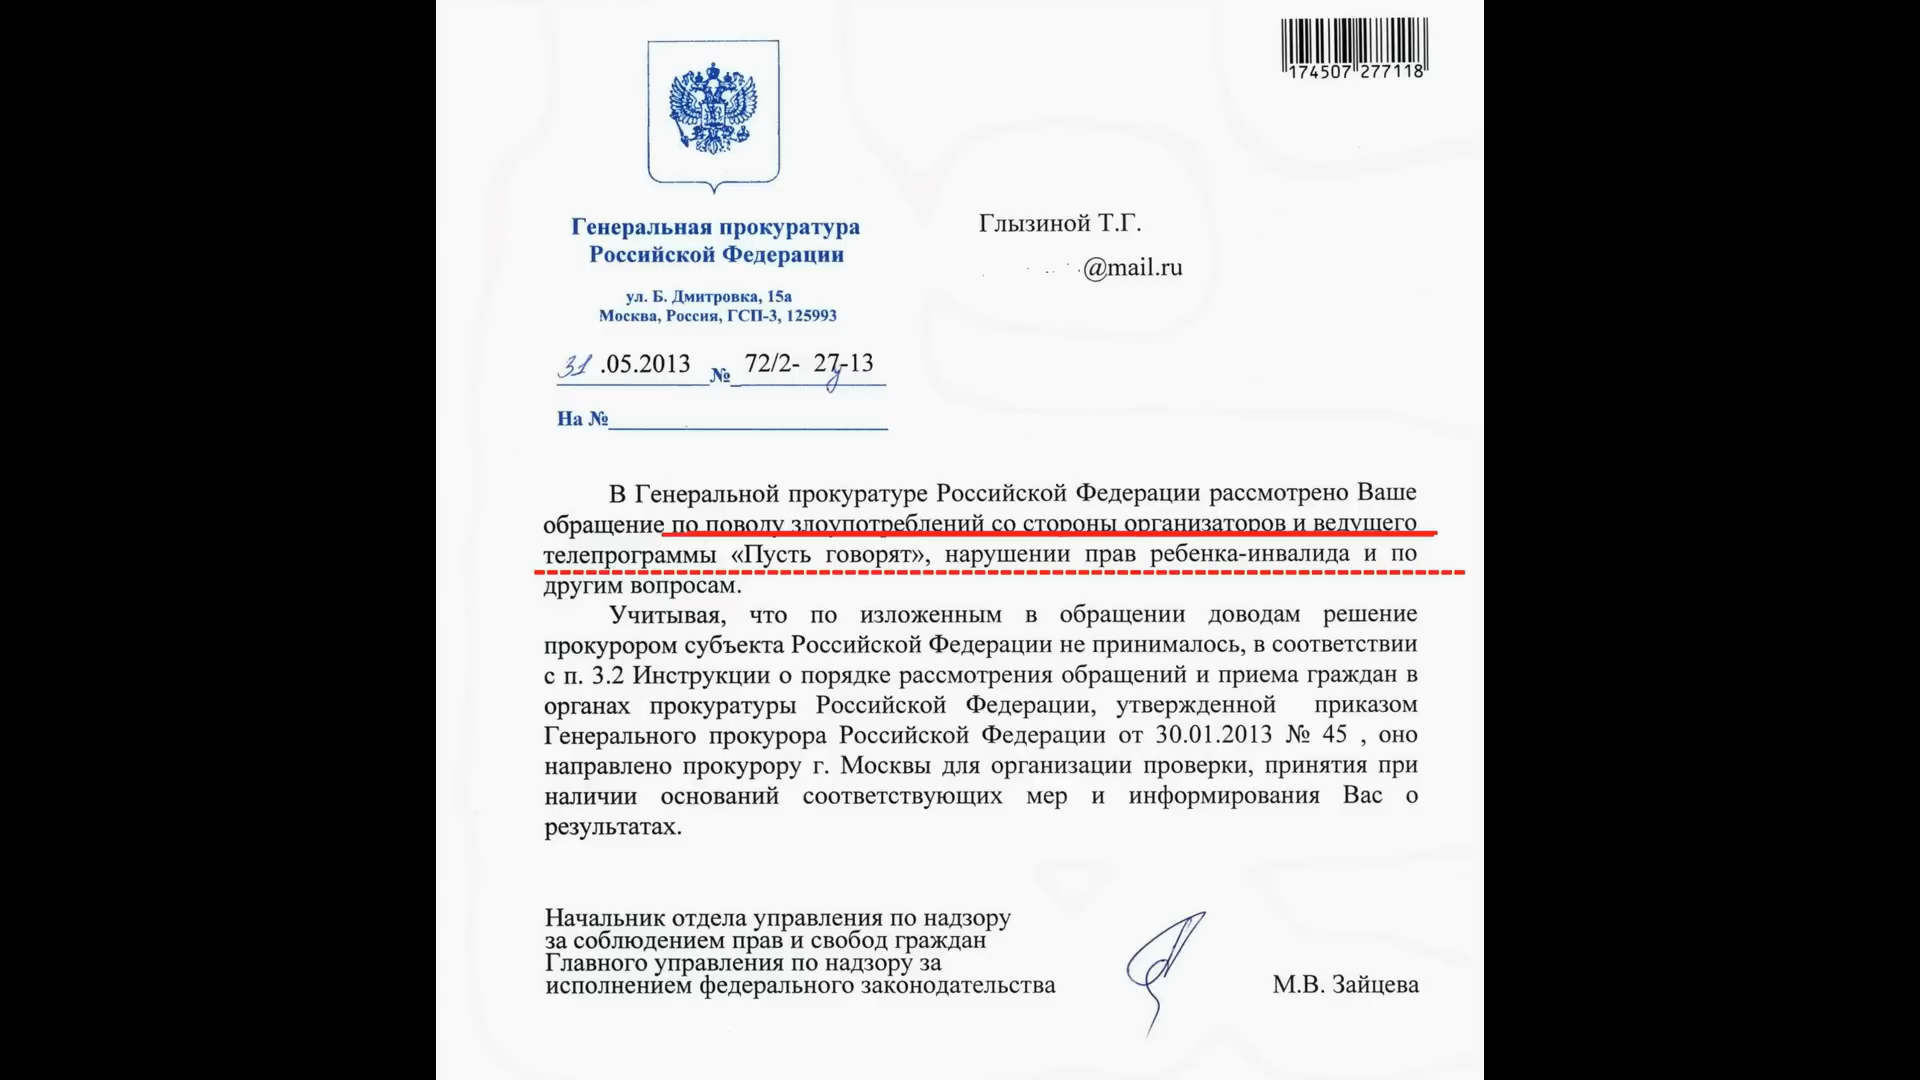 174507 277118
Генеральная прокуратура
Российской Федерации
ул. Б. Дмитровка, 15а
Москва, Россия, ГСП-3, 125993
31 .05.2013 № 72/2- 27-13
На №
Глызиной Т.Г.
@mail.ru
В Генеральной прокуратуре Российской Федерации рассмотрено Ваше
обращение по поводу злоупотреблений со стороны организаторов и ведущего
телепрограммы «Пусть говорят», нарушении прав ребенка-инвалида и по
другим вопросам.
Учитывая, что по изложенным в обращении доводам решение
прокурором субъекта Российской Федерации не принималось, в соответствии
с п. 3.2 Инструкции о порядке рассмотрения обращений и приема граждан в
органах прокуратуры Российской Федерации, утвержденной приказом
Генерального прокурора Российской Федерации от 30.01.2013 № 45 , оно
направлено прокурору г. Москвы для организации проверки, принятия при
наличии оснований соответствующих мер и информирования Вас о
результатах.
Начальник отдела управления по надзору
за соблюдением прав и свобод граждан
Главного управления по надзору за
исполнением федерального законодательства
М.В. Зайцева